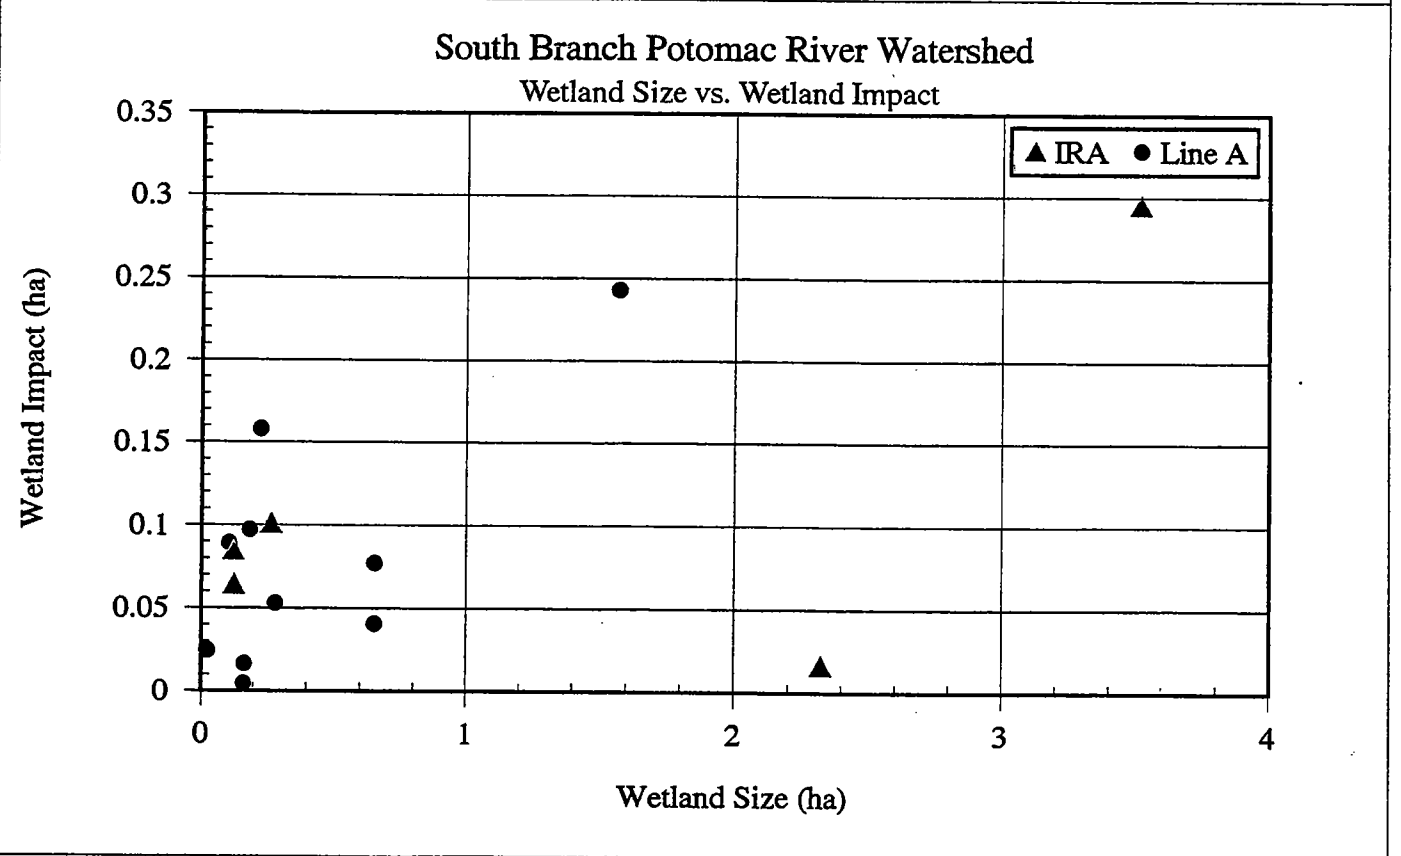 South Branch Potomac River Watershed
Wetland Size vs. Wetland Impact
IRA Line A
0.35
0.3
0.25
0.2
0.15
0.1
0.05
0
Wetland Impact (ha)
0 1 2 3 4
Wetland Size (ha)